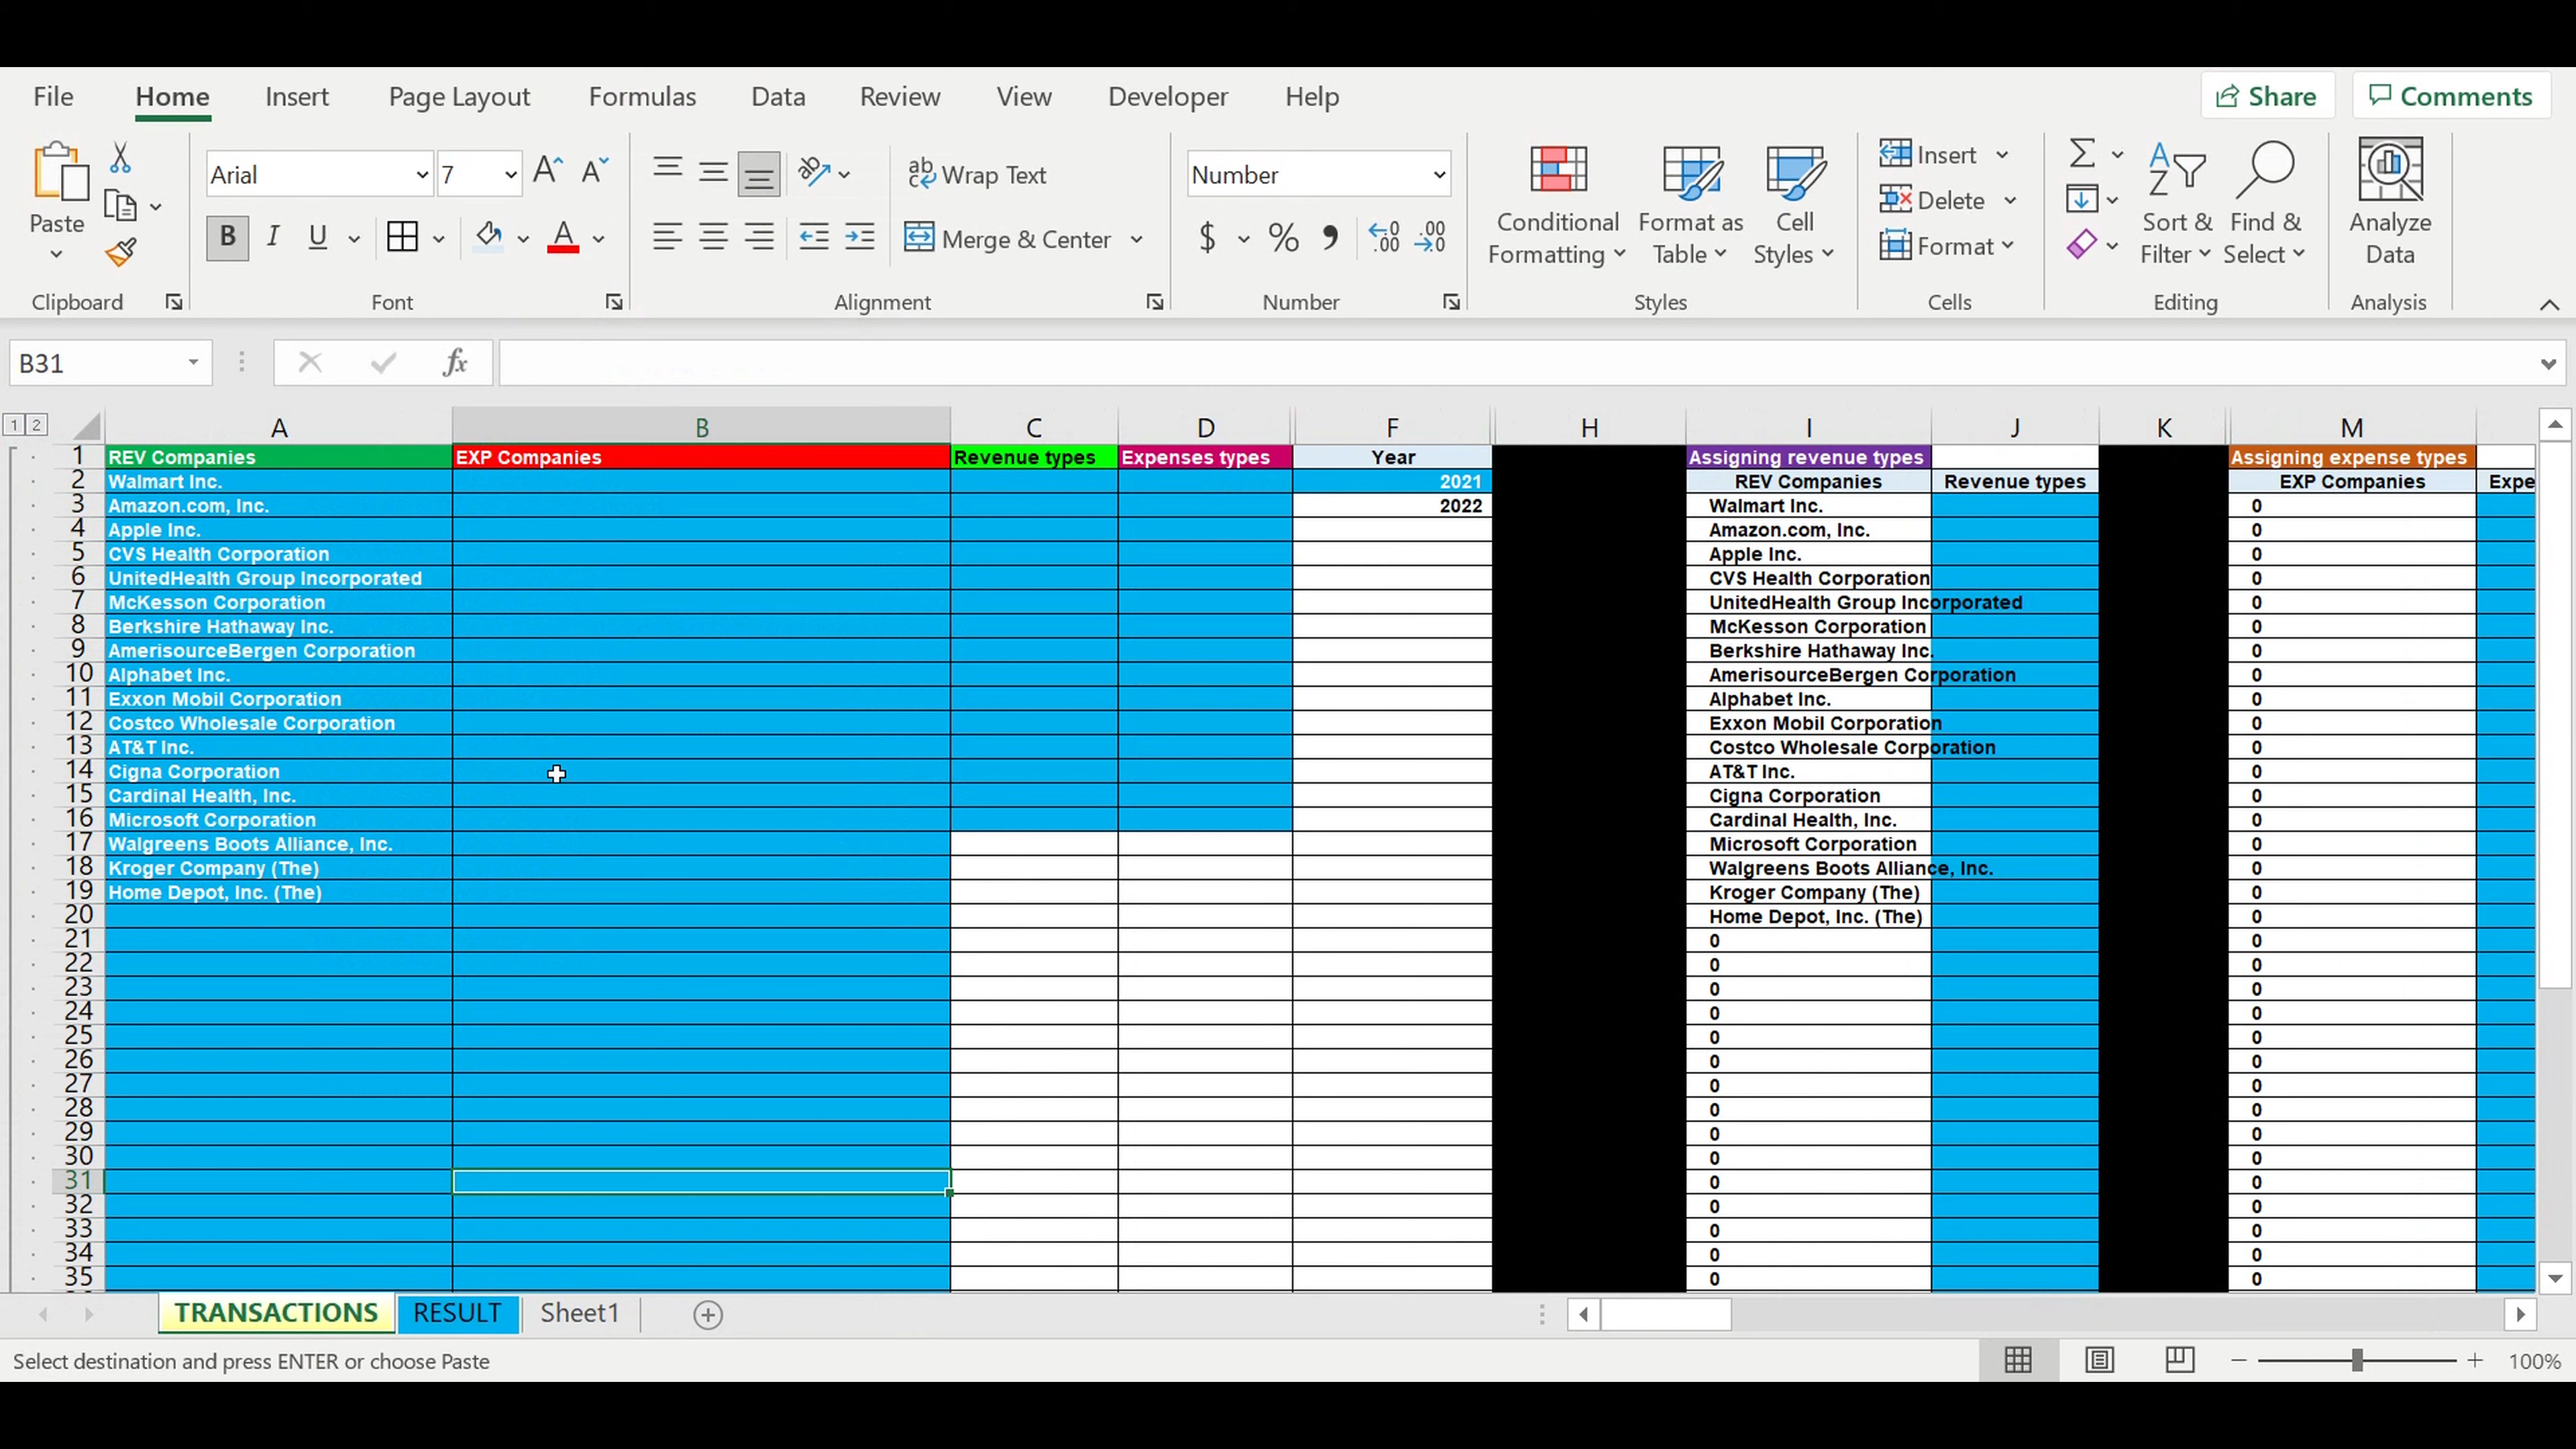 File Home Insert Page Layout Formulas Data Review View Developer Help Share Comments
Arial 7 A A ab Wrap Text Number Insert Σ A
Z
Paste B I U A ab
c Merge & Center $ % , ←0
.00 .00
→0 Conditional
Formatting Format as
Table Cell
Styles Delete Format Sort &
Filter Find &
Select Analyze
Data
Clipboard Font Alignment Number Styles Cells Editing Analysis
B31 fx
1 2 A B C D F H I J K M
1 REV Companies EXP Companies Revenue types Expenses types Year Assigning revenue types Assigning expense types
2 Walmart Inc. 2021 REV Companies Revenue types EXP Companies Expe
3 Amazon.com, Inc. 2022 Walmart Inc. 0
4 Apple Inc. Amazon.com, Inc. 0
5 CVS Health Corporation Apple Inc. 0
6 UnitedHealth Group Incorporated CVS Health Corporation 0
7 McKesson Corporation UnitedHealth Group Incorporated 0
8 Berkshire Hathaway Inc. McKesson Corporation 0
9 AmerisourceBergen Corporation Berkshire Hathaway Inc. 0
10 Alphabet Inc. AmerisourceBergen Corporation 0
11 Exxon Mobil Corporation Alphabet Inc. 0
12 Costco Wholesale Corporation Exxon Mobil Corporation 0
13 AT&T Inc. Costco Wholesale Corporation 0
14 Cigna Corporation AT&T Inc. 0
15 Cardinal Health, Inc. Cigna Corporation 0
16 Microsoft Corporation Cardinal Health, Inc. 0
17 Walgreens Boots Alliance, Inc. Microsoft Corporation 0
18 Kroger Company (The) Walgreens Boots Alliance, Inc. 0
19 Home Depot, Inc. (The) Kroger Company (The) 0
20 Home Depot, Inc. (The) 0
21 0 0
22 0 0
23 0 0
24 0 0
25 0 0
26 0 0
27 0 0
28 0 0
29 0 0
30 0 0
31 0 0
32 0 0
33 0 0
34 0 0
35 0 0
TRANSACTIONS RESULT Sheet1
Select destination and press ENTER or choose Paste 100%